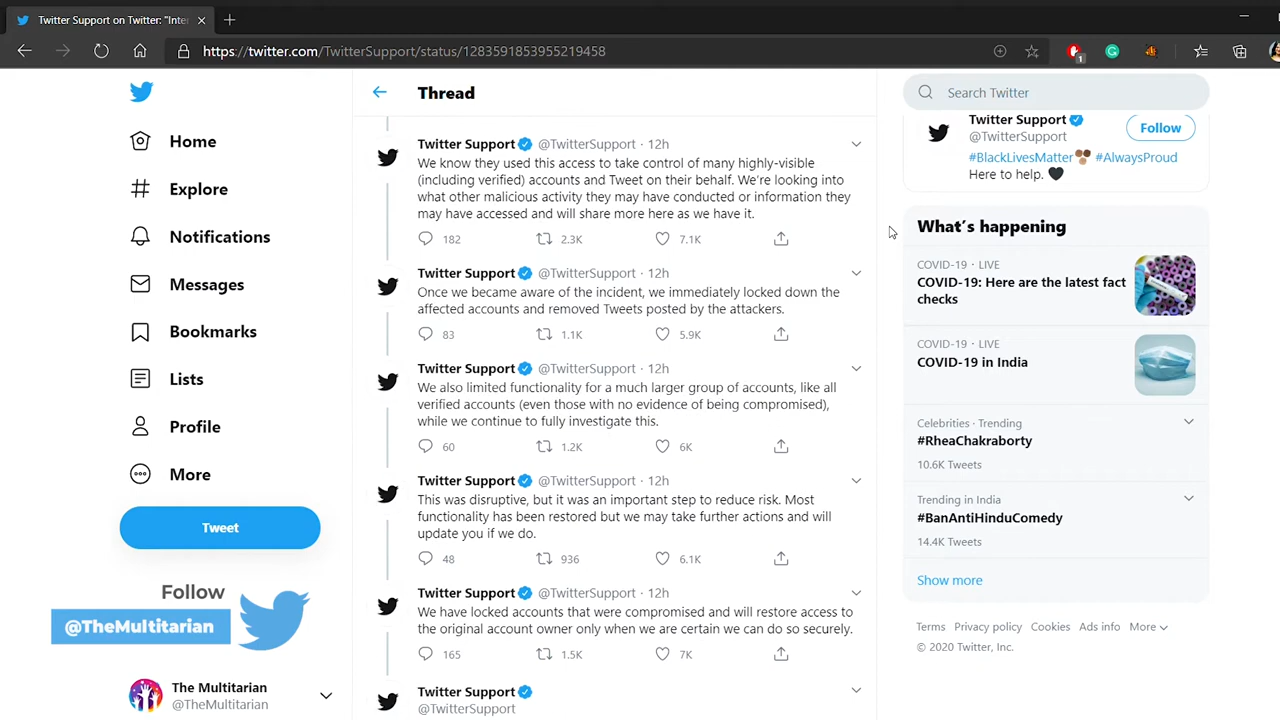 Twitter Support on Twitter: "Inte
https://twitter.com/TwitterSupport/status/1283591853955219458
1
Home
Explore
Notifications
Messages
Bookmarks
Lists
Profile
More
Tweet
Follow
@TheMultitarian
The Multitarian
@TheMultitarian
Thread
Twitter Support @TwitterSupport · 12h
We know they used this access to take control of many highly-visible
(including verified) accounts and Tweet on their behalf. We're looking into
what other malicious activity they may have conducted or information they
may have accessed and will share more here as we have it.
182 2.3K 7.1K
Twitter Support @TwitterSupport · 12h
Once we became aware of the incident, we immediately locked down the
affected accounts and removed Tweets posted by the attackers.
83 1.1K 5.9K
Twitter Support @TwitterSupport · 12h
We also limited functionality for a much larger group of accounts, like all
verified accounts (even those with no evidence of being compromised),
while we continue to fully investigate this.
60 1.2K 6K
Twitter Support @TwitterSupport · 12h
This was disruptive, but it was an important step to reduce risk. Most
functionality has been restored but we may take further actions and will
update you if we do.
48 936 6.1K
Twitter Support @TwitterSupport · 12h
We have locked accounts that were compromised and will restore access to
the original account owner only when we are certain we can do so securely.
165 1.5K 7K
Twitter Support
@TwitterSupport
Search Twitter
Twitter Support
@TwitterSupport
Follow
#BlackLivesMatter #AlwaysProud
Here to help.
What's happening
COVID-19 · LIVE
COVID-19: Here are the latest fact
checks
COVID-19 · LIVE
COVID-19 in India
Celebrities · Trending
#RheaChakraborty
10.6K Tweets
Trending in India
#BanAntiHinduComedy
14.4K Tweets
Show more
Terms Privacy policy Cookies Ads info More
© 2020 Twitter, Inc.